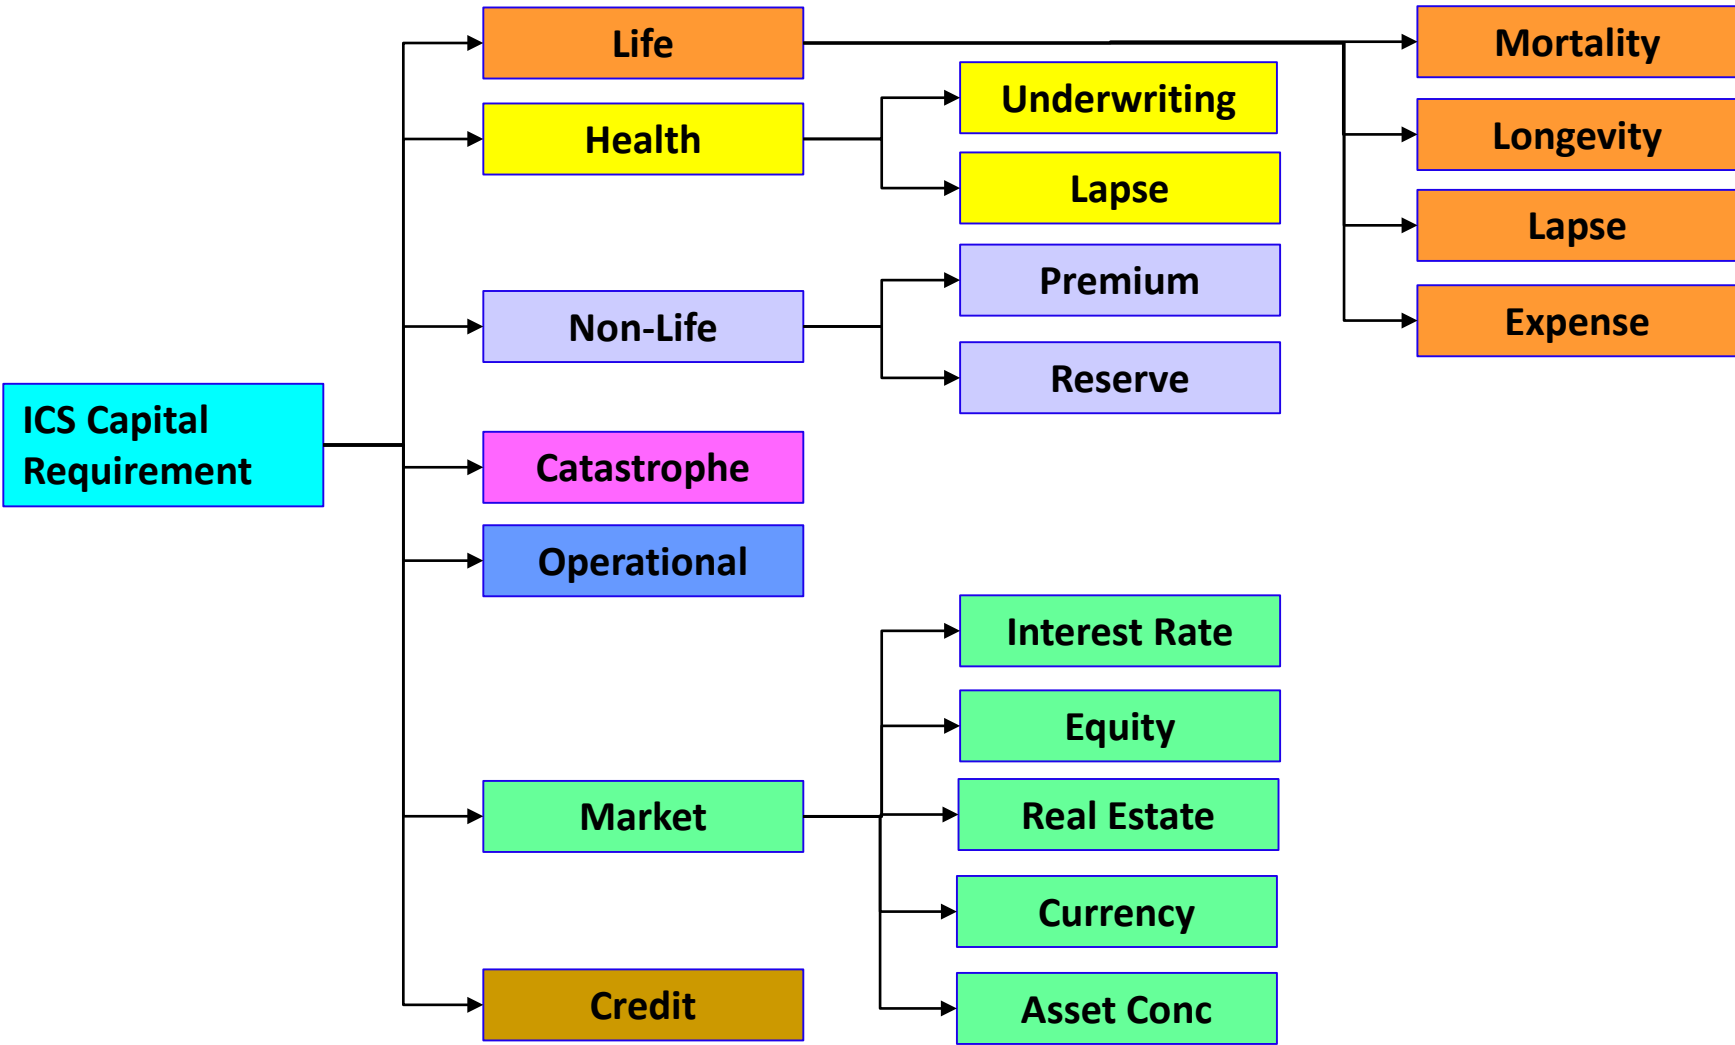 ICS Capital
Requirement
Life
Health
Non-Life
Catastrophe
Operational
Market
Credit
Underwriting
Lapse
Premium
Reserve
Interest Rate
Equity
Real Estate
Currency
Asset Conc
Mortality
Longevity
Lapse
Expense